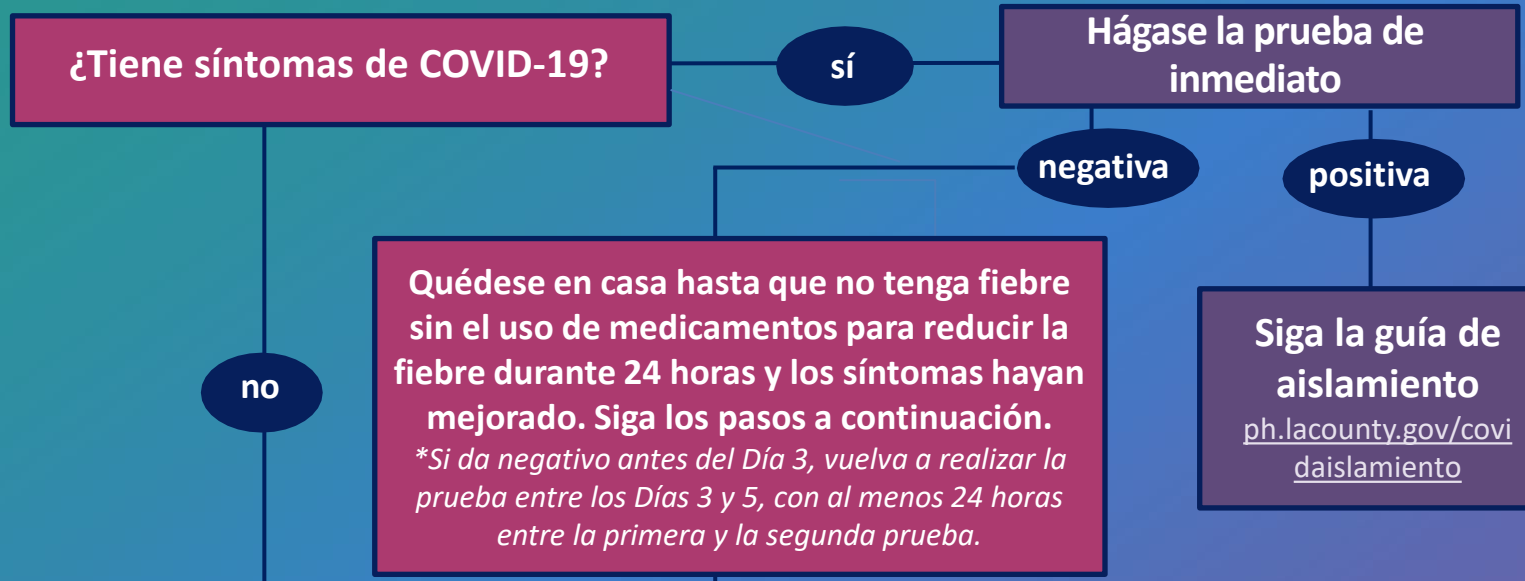 ¿Tiene síntomas de COVID-19?
sí
Hágase la prueba de
inmediato
negativa
positiva
no
Quédese en casa hasta que no tenga fiebre
sin el uso de medicamentos para reducir la
fiebre durante 24 horas y los síntomas hayan
mejorado. Siga los pasos a continuación.
*Si da negativo antes del Día 3, vuelva a realizar la
prueba entre los Días 3 y 5, con al menos 24 horas
entre la primera y la segunda prueba.
Siga la guía de
aislamiento
ph.lacounty.gov/covi
daislamiento